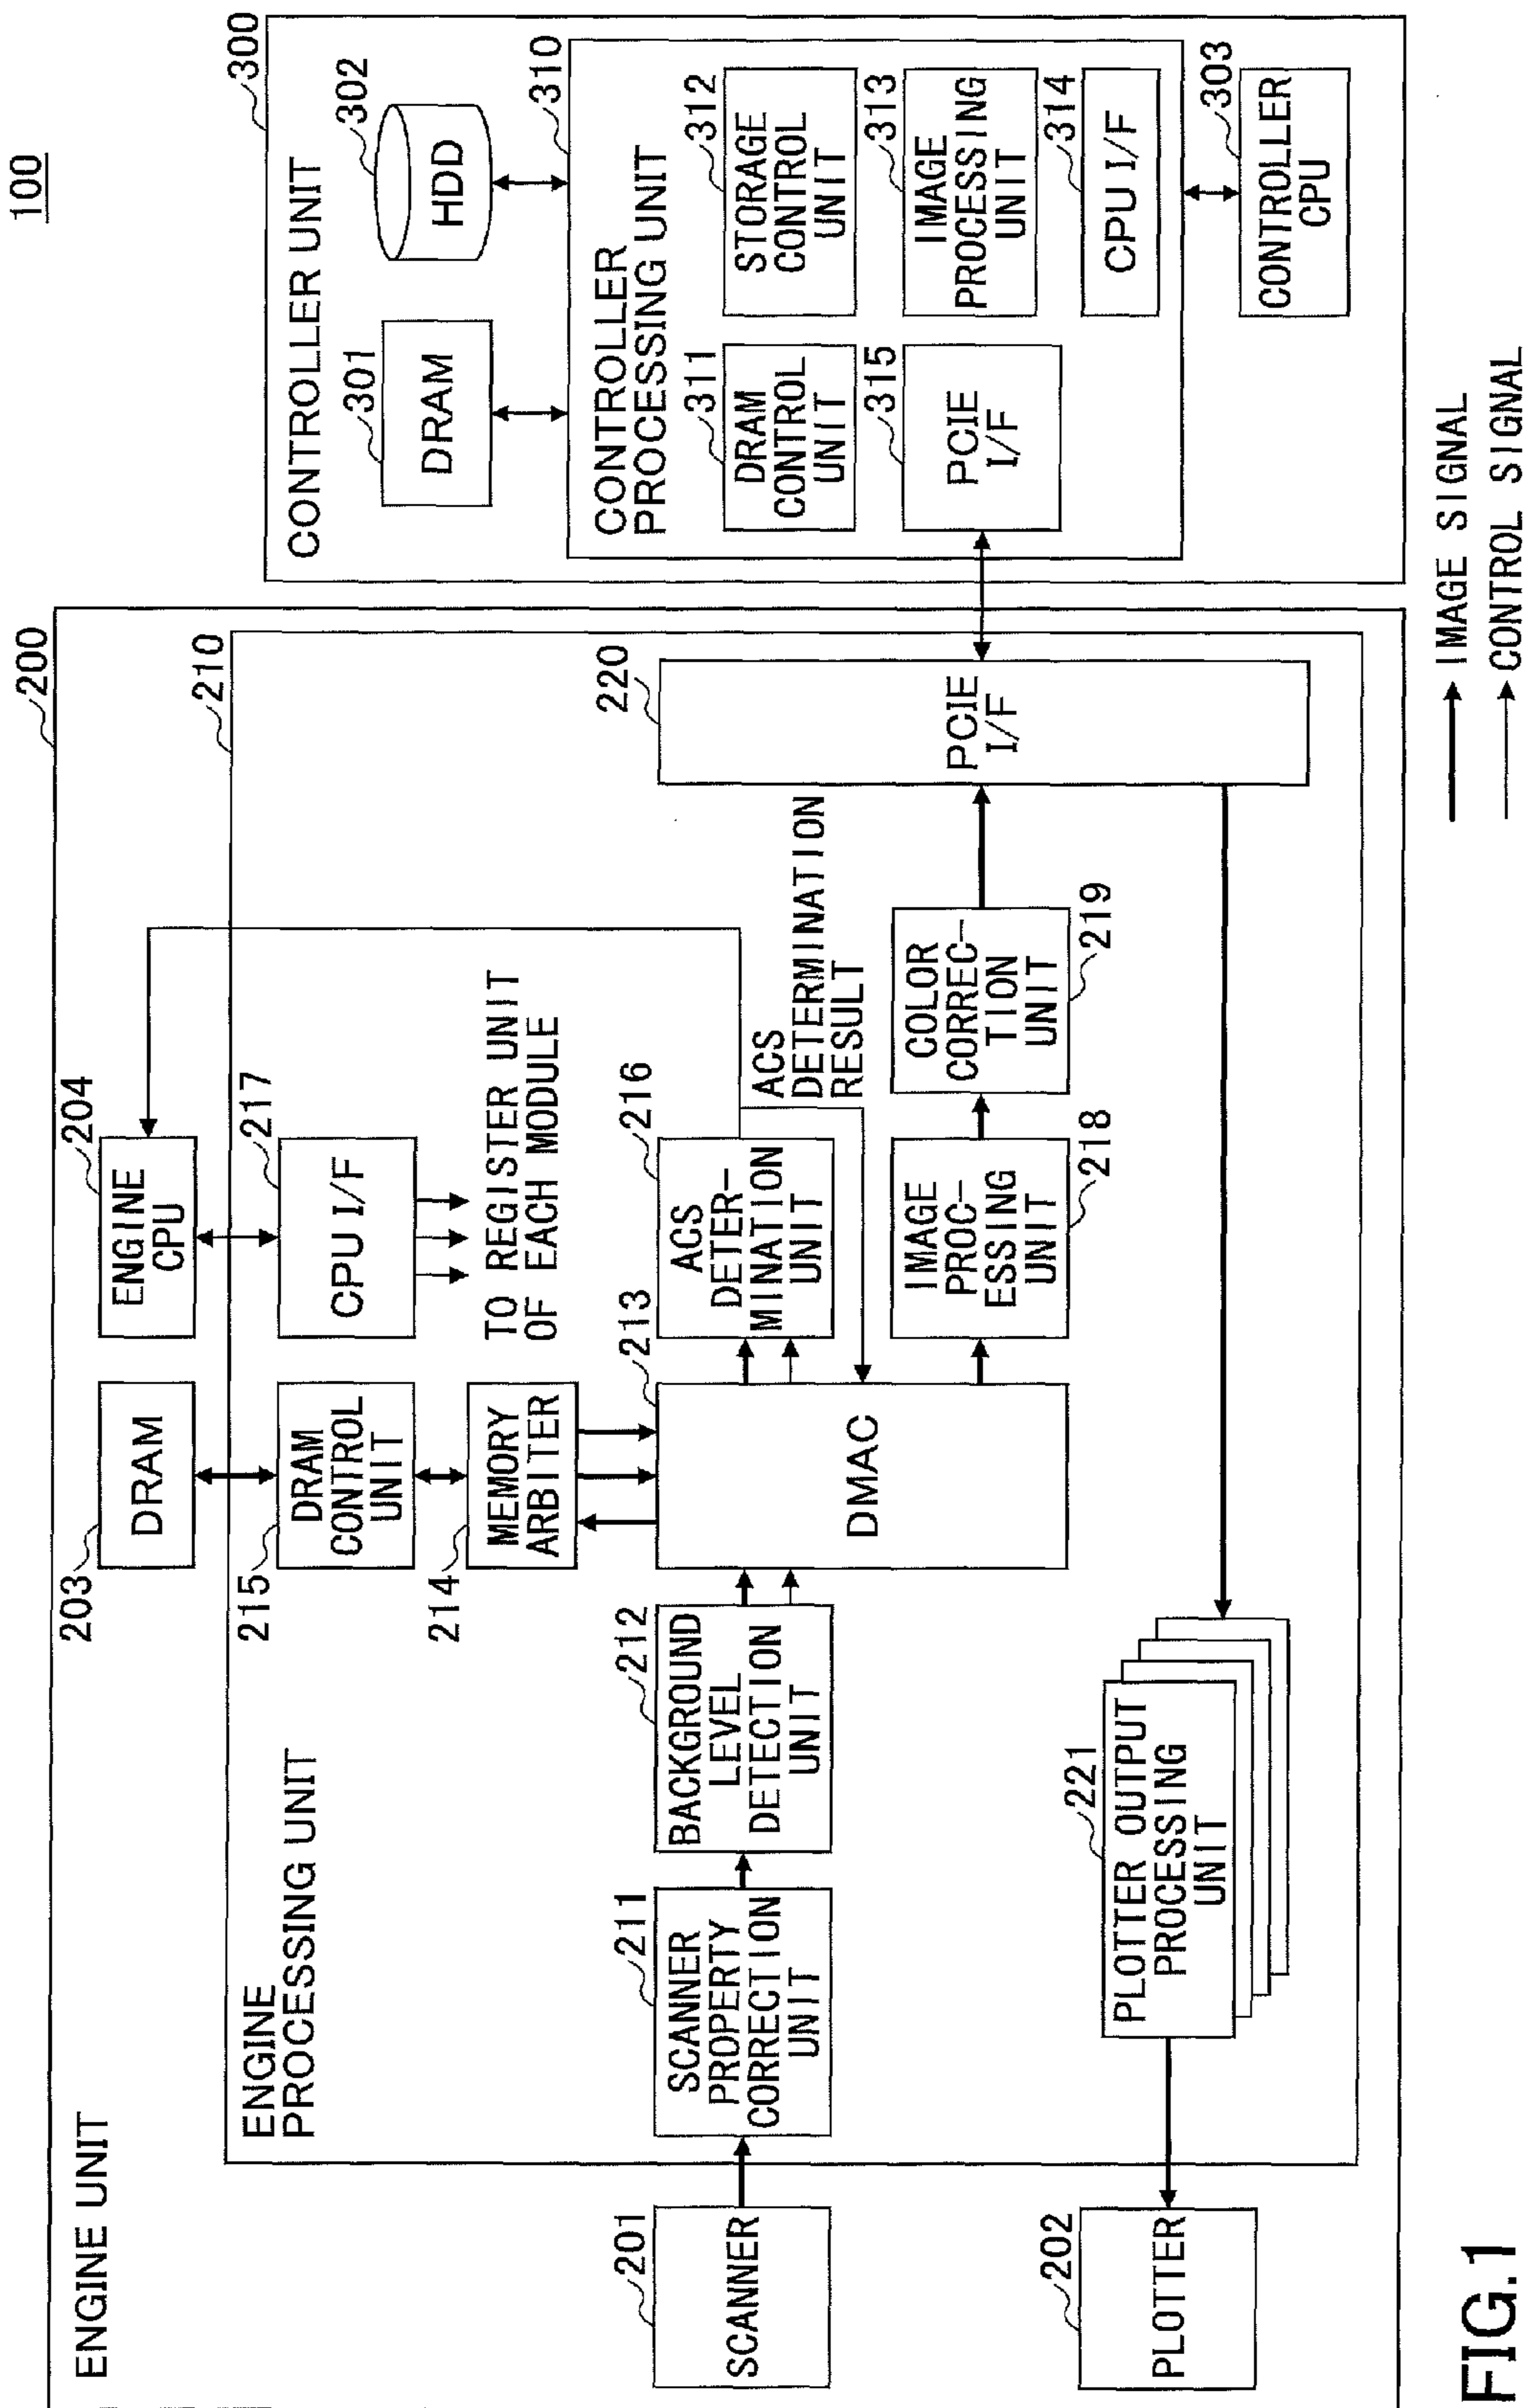 100
200
ENGINE UNIT
203
DRAM
204
ENGINE
CPU
210
ENGINE
PROCESSING UNIT
215
DRAM
CONTROL
UNIT
217
CPU I/F
214
MEMORY
ARBITER
TO REGISTER UNIT
OF EACH MODULE
201
SCANNER
211
SCANNER
PROPERTY
CORRECTION
UNIT
212
BACKGROUND
LEVEL
DETECTION
UNIT
213
DMAC
216
ACS
DETER-
MINATION
UNIT
ACS
DETERMINATION
RESULT
IMAGE
PROC-
ESSING
UNIT
218
COLOR
CORREC-
TION
UNIT
219
220
PCIE
I/F
202
PLOTTER
221
PLOTTER OUTPUT
PROCESSING
UNIT
300
CONTROLLER UNIT
301
DRAM
302
HDD
310
CONTROLLER
PROCESSING UNIT
311
DRAM
CONTROL
UNIT
312
STORAGE
CONTROL
UNIT
315
PCIE
I/F
313
IMAGE
PROCESSING
UNIT
314
CPU I/F
303
CONTROLLER
CPU
IMAGE SIGNAL
CONTROL SIGNAL
FIG.1